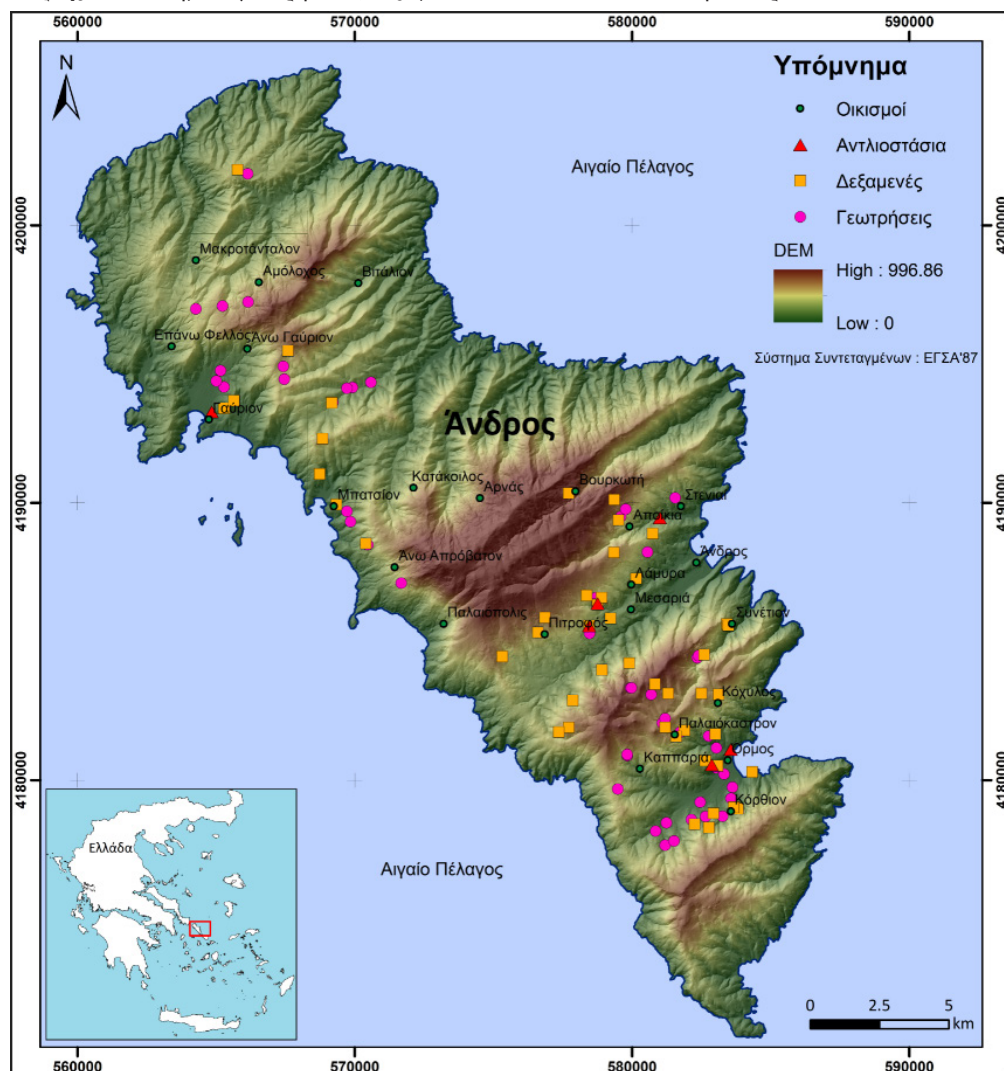 560000 570000 580000 590000
N
Υπόμνημα
Οικισμοί
Αντλιοστάσια
Δεξαμενές
Γεωτρήσεις
DEM
High : 996.86
Low : 0
Σύστημα Συντεταγμένων : ΕΓΣΑ'87
Αιγαίο Πέλαγος
4200000 4200000
Μακροτάνταλον
Αμόλοχος
Βιτάλιον
Επάνω Φελλός
Άνω Γαύριον
Γαύριον
Άνδρος
Κατάκοιλος
Αρνάς
Βουρκωτή
4190000 4190000
Μπατσίον
Στενιαι
Αποίκια
Άνω Απρόβατον
Άνδρος
Λάμυρα
Μεσαριά
Παλαιόπολις
Πιτροφός
Συνέτιον
Κόχυλος
Παλαιόκαστρον
Όρμος
Καππαριά
4180000 4180000
Κόρθιον
Ελλάδα
Αιγαίο Πέλαγος
0 2.5 5
km
560000 570000 580000 590000